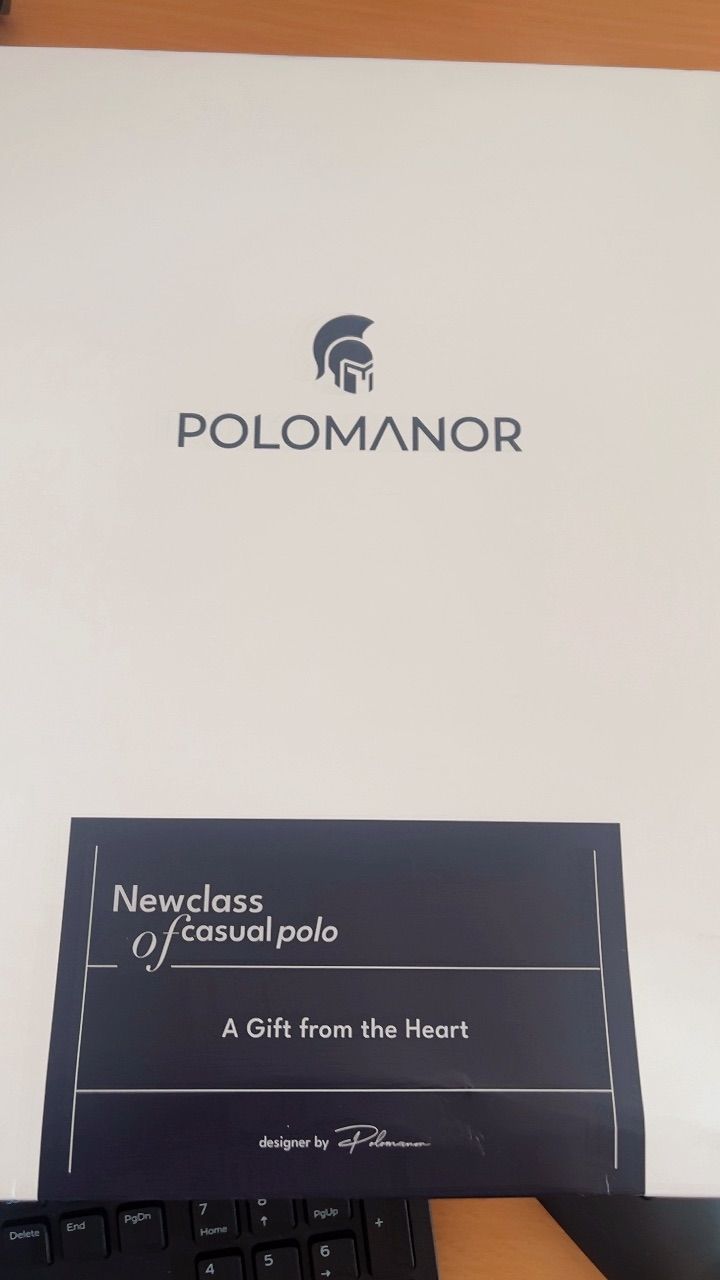 POLOMANOR
Newclass
of casual polo
A Gift from the Heart
designer by Polomanor
Delete
End
PgDn
7
Home
8
↑
PgUp
+
4
5
6
→